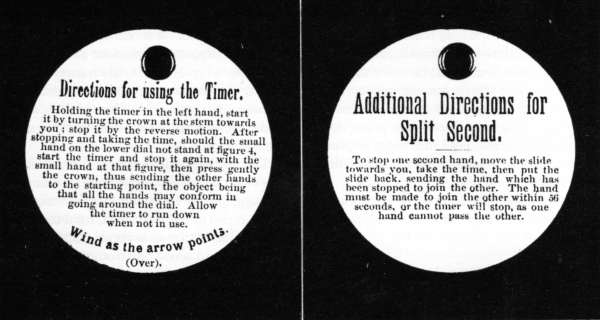 Directions for using the Timer.
Holding the timer in the left hand, start
it by turning the crown at the stem towards
you; stop it by the reverse motion. After
stopping and taking the time, should the small
hand on the lower dial not stand at figure 4,
start the timer and stop it again, with the
small hand at that figure, then press gently
the crown, thus sending the other hands
to the starting point, the object being
that all the hands may conform in
going around the dial. Allow
the timer to run down
when not in use.
Wind as the arrow points.
(Over).
Additional Directions for
Split Second.
To stop one second hand, move the slide
towards you, take the time, then put the
slide back, sending the hand which has
been stopped to join the other. The hand
must be made to join the other within 56
seconds, or the timer will stop, as one
hand cannot pass the other.